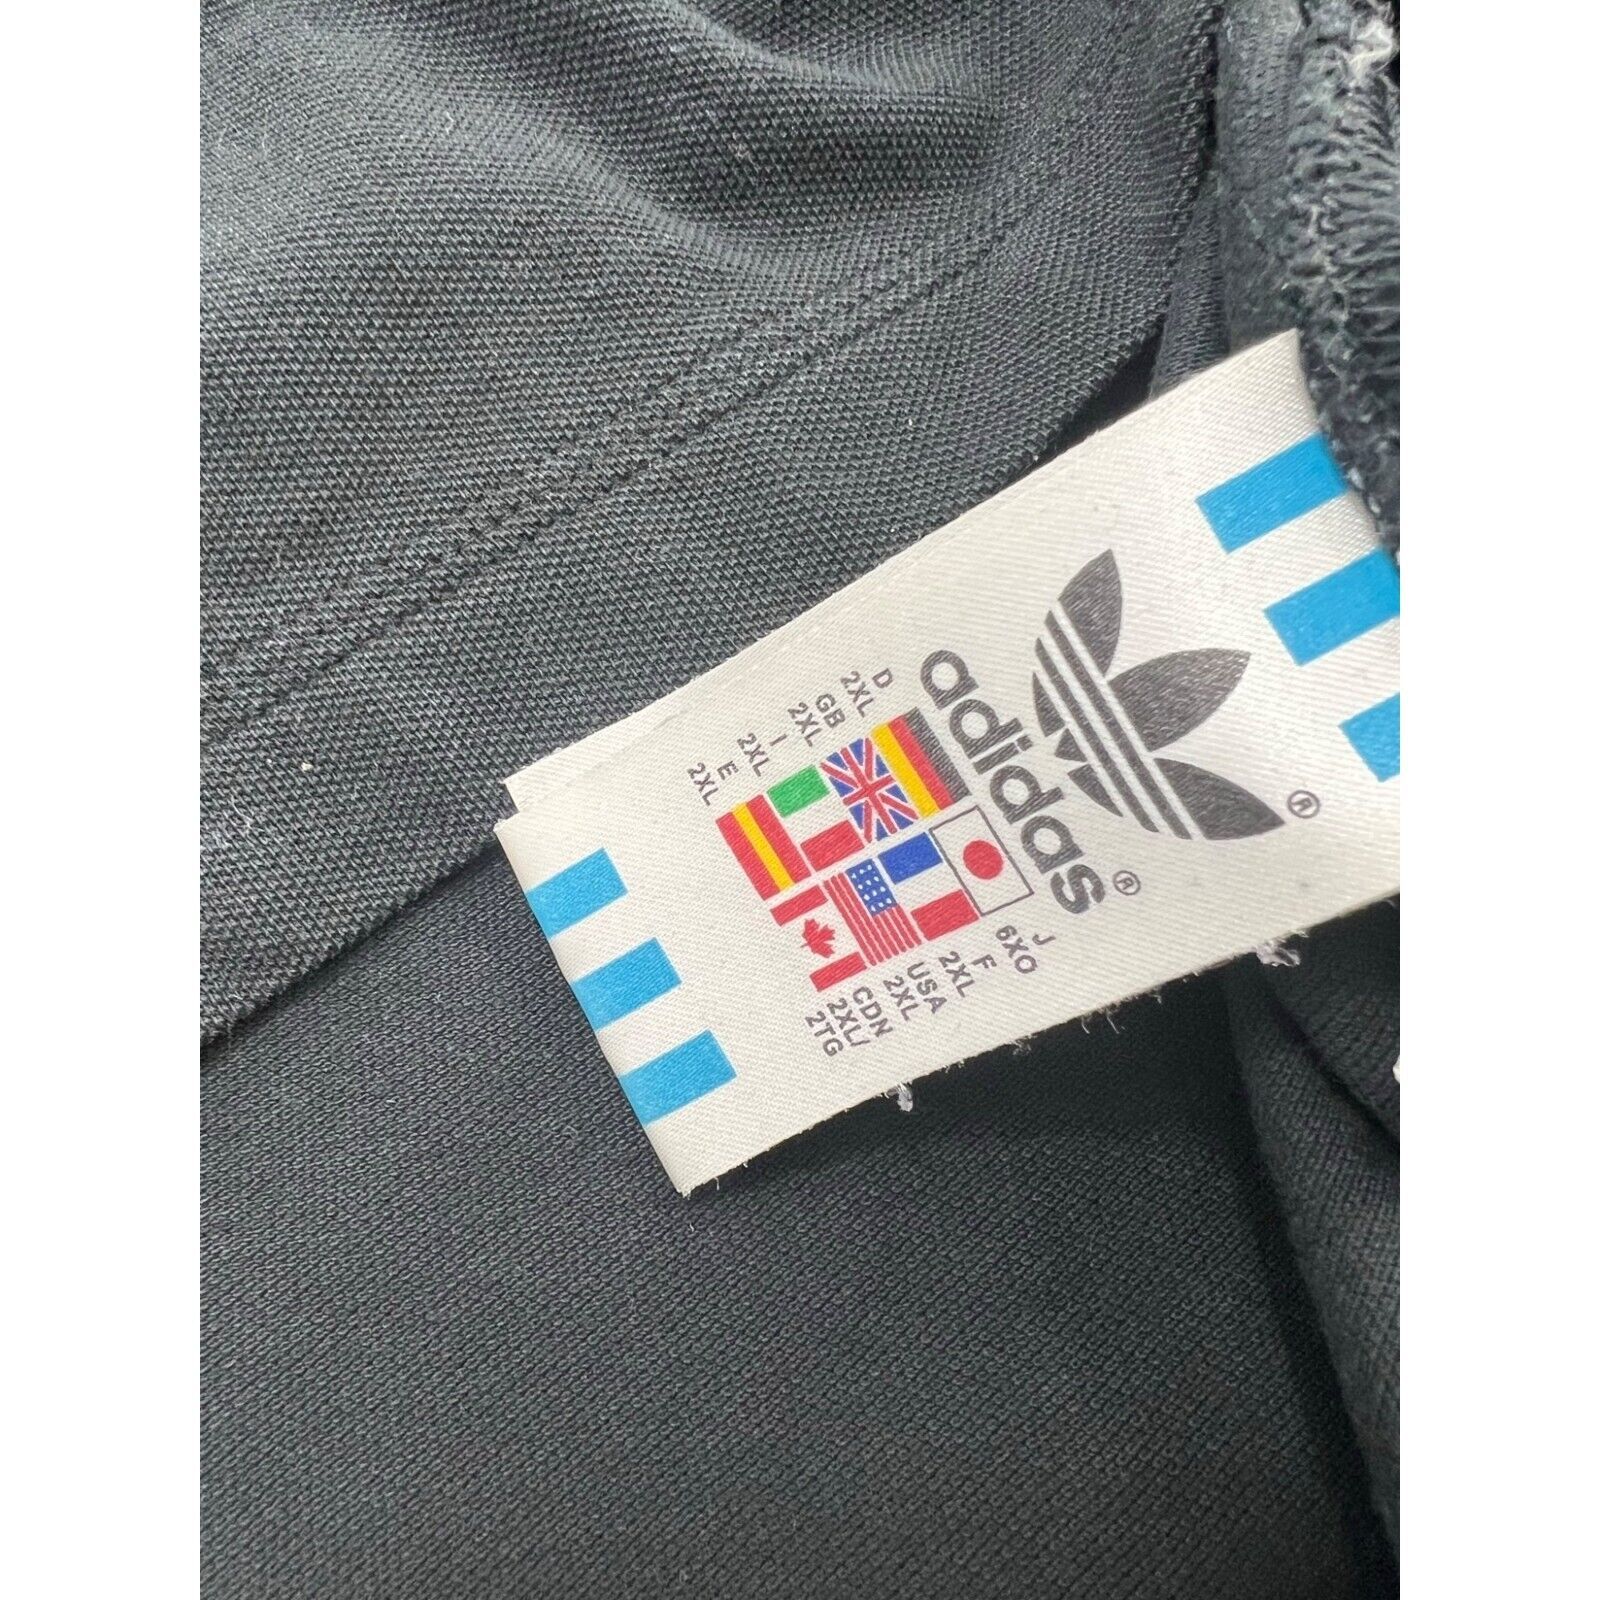 ®
adidas®
D
2XL
GB
2XL
I
2XL
E
2XL
J
6XO
F
2XL
USA
2XL
CDN
2XL/
2TG